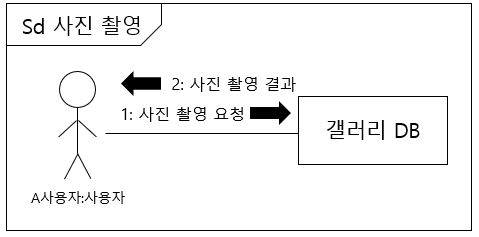 Sd 사진 촬영
2: 사진 촬영 결과
1: 사진 촬영 요청
갤러리 DB
A사용자:사용자